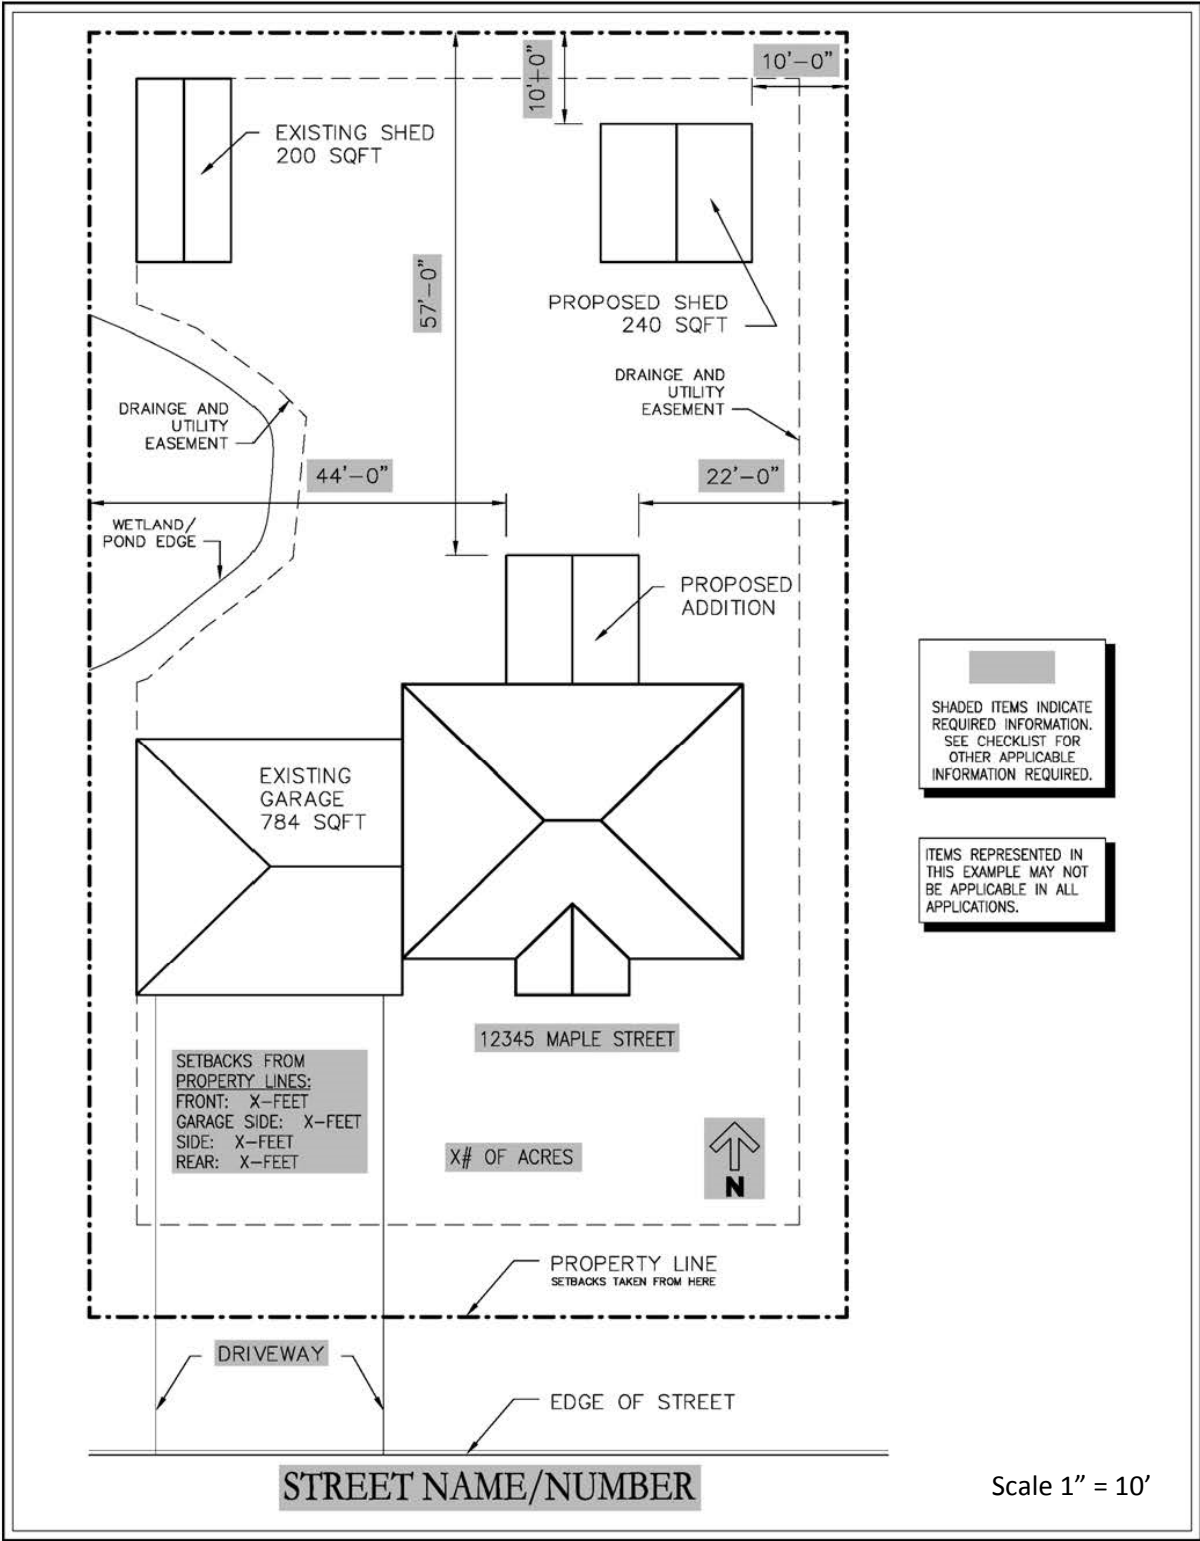 10'-0"
10'-0"
EXISTING SHED
200 SQFT
57'-0"
PROPOSED SHED
240 SQFT
DRAINGE AND
UTILITY
EASEMENT
DRAINGE AND
UTILITY
EASEMENT
44'-0"
22'-0"
WETLAND/
POND EDGE
PROPOSED
ADDITION
SHADED ITEMS INDICATE
REQUIRED INFORMATION.
SEE CHECKLIST FOR
OTHER APPLICABLE
INFORMATION REQUIRED.
EXISTING
GARAGE
784 SQFT
ITEMS REPRESENTED IN
THIS EXAMPLE MAY NOT
BE APPLICABLE IN ALL
APPLICATIONS.
12345 MAPLE STREET
SETBACKS FROM
PROPERTY LINES:
FRONT: X-FEET
GARAGE SIDE: X-FEET
SIDE: X-FEET
REAR: X-FEET
X# OF ACRES
N
PROPERTY LINE
SETBACKS TAKEN FROM HERE
DRIVEWAY
EDGE OF STREET
STREET NAME/NUMBER
Scale 1" = 10'